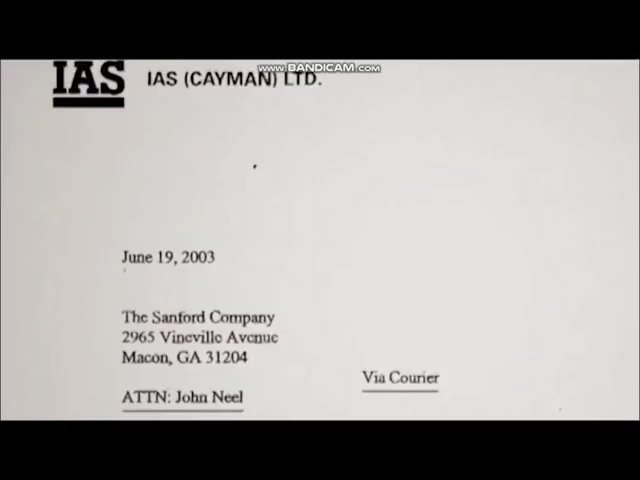 www.BANDICAM.com
IAS
IAS (CAYMAN) LTD.
June 19, 2003
The Sanford Company
2965 Vineville Avenue
Macon, GA 31204
Via Courier
ATTN: John Neel